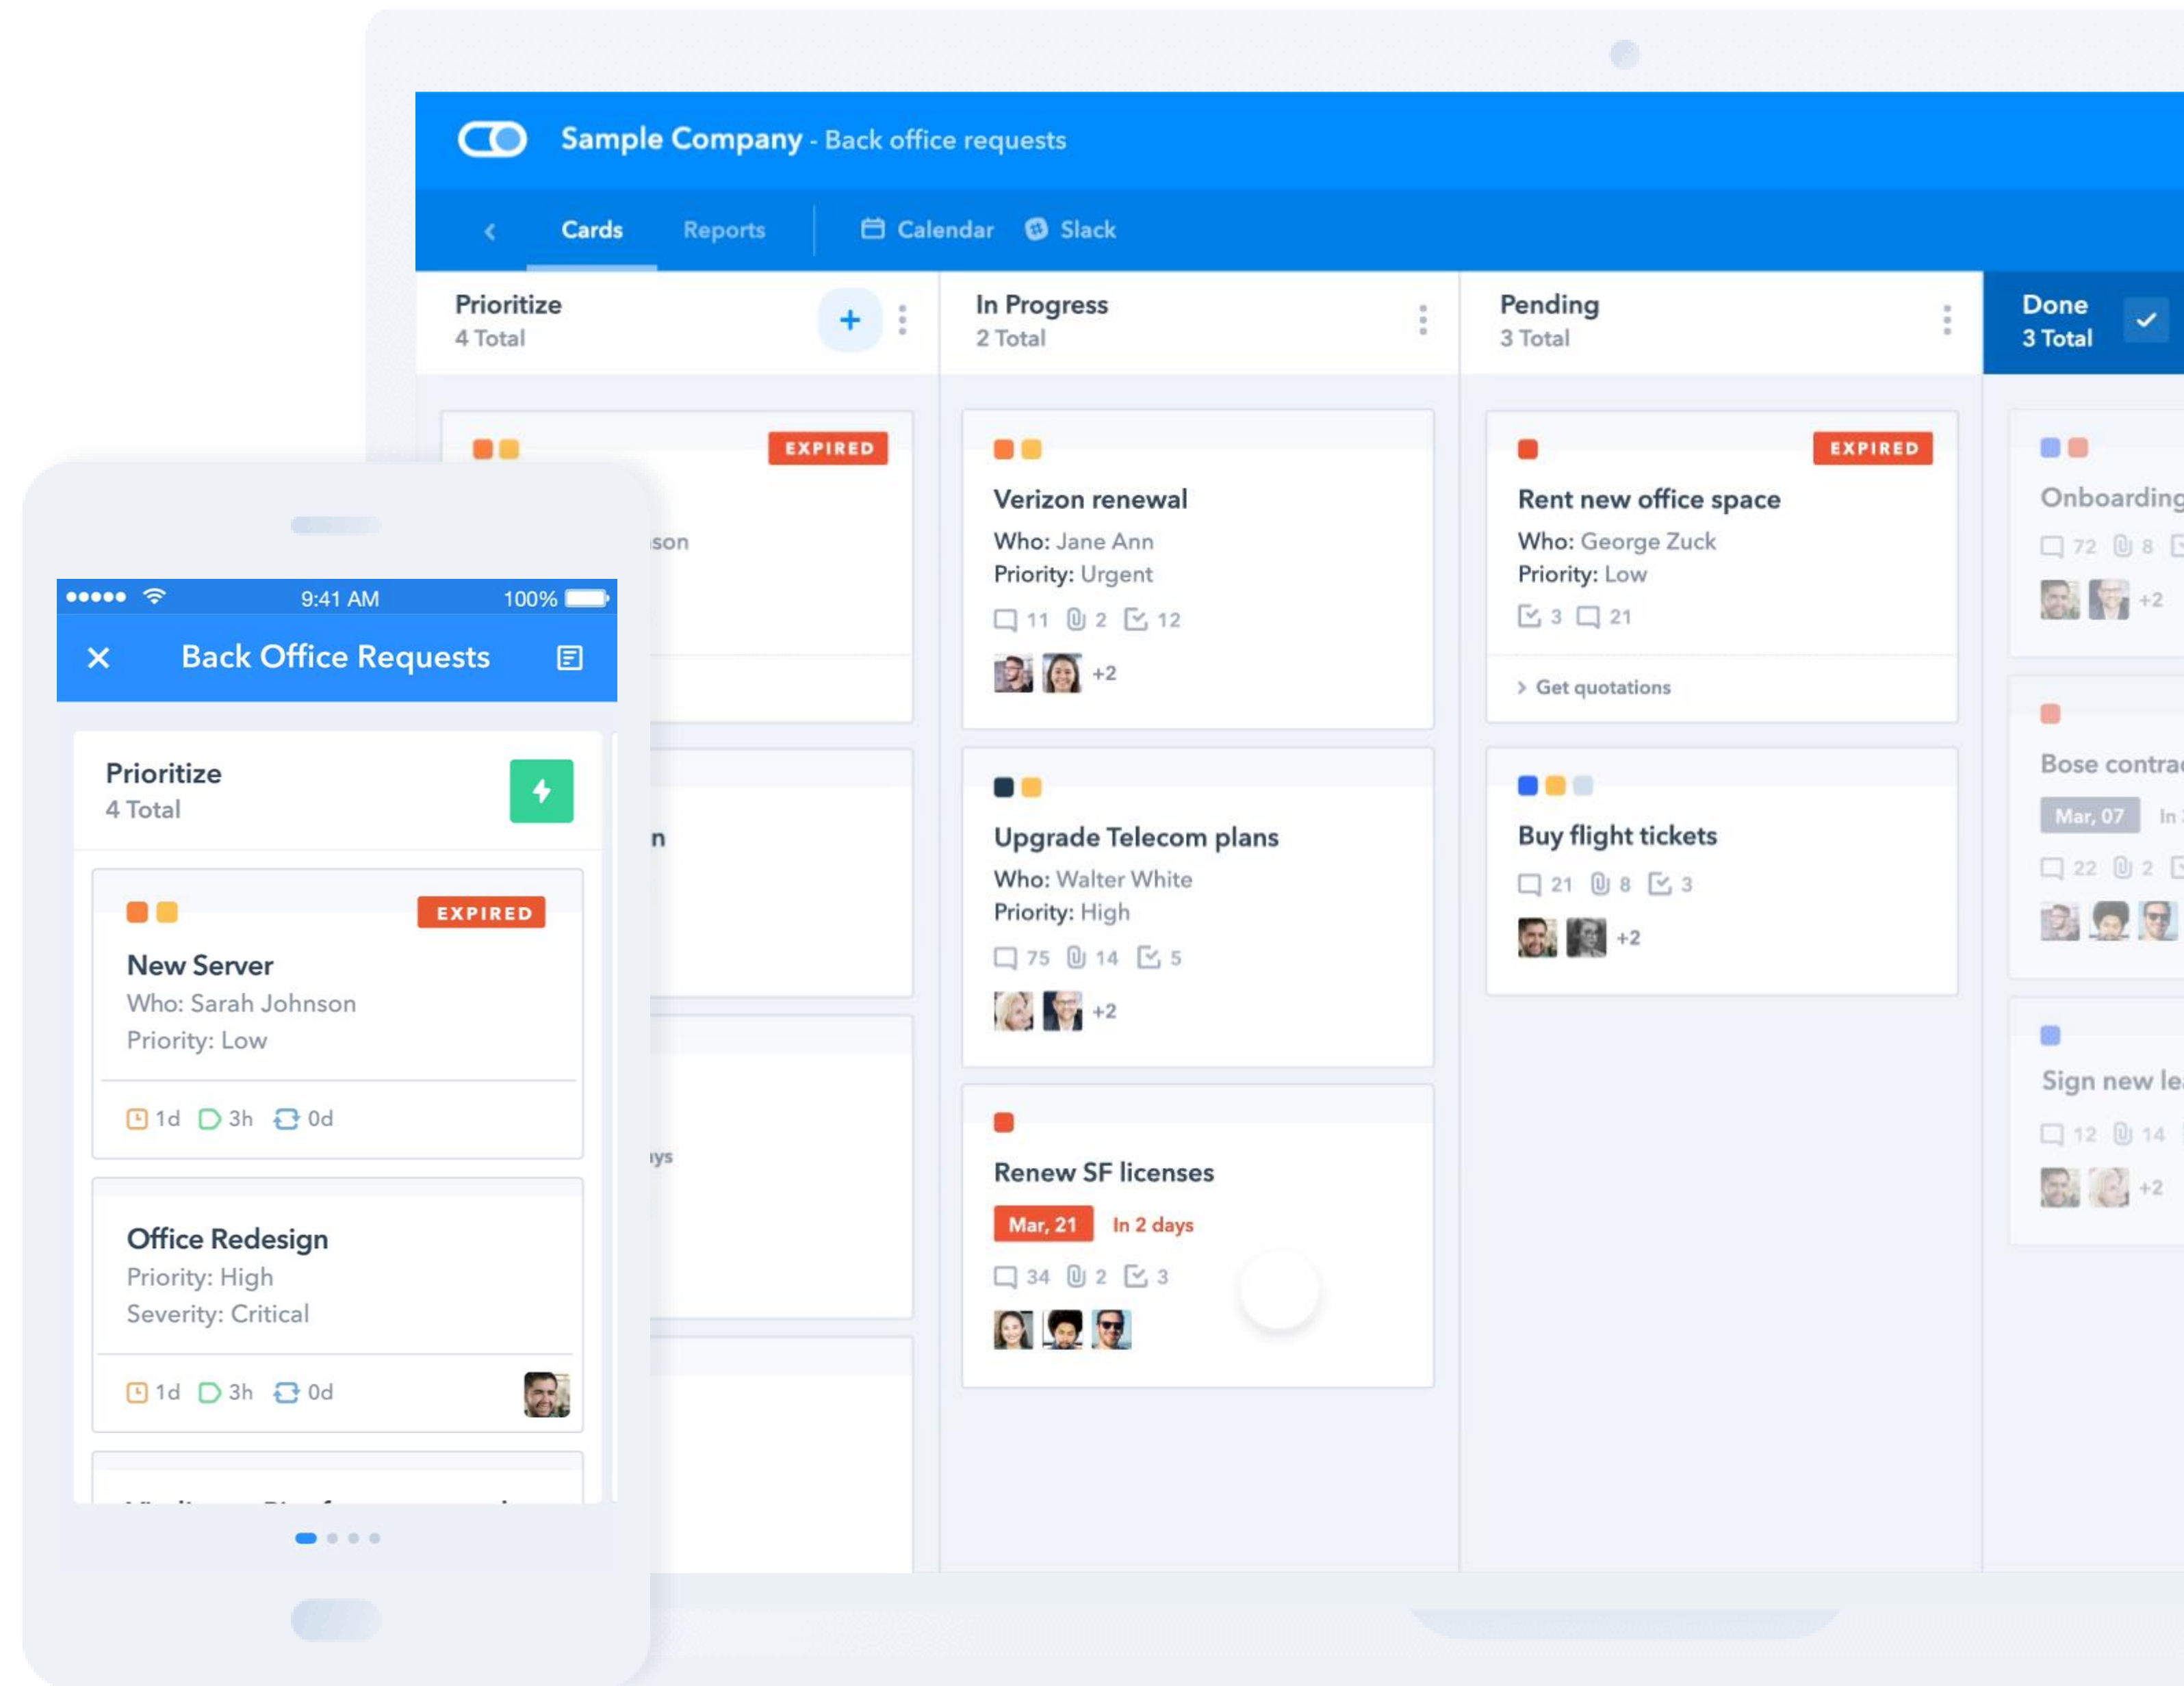 Sample Company - Back office requests
Cards Reports Calendar Slack
Prioritize
4 Total
EXPIRED
In Progress
2 Total
Verizon renewal
Who: Jane Ann
Priority: Urgent
11 2 12
+2
Upgrade Telecom plans
Who: Walter White
Priority: High
75 14 5
+2
Renew SF licenses
Mar, 21 In 2 days
34 2 3
Pending
3 Total
EXPIRED
Rent new office space
Who: George Zuck
Priority: Low
3 21
> Get quotations
Buy flight tickets
21 8 3
+2
Done
3 Total
Onboarding
72 8
+2
Bose
Mar, 07 In
22 2
Sign new
12 14
+2
9:41 AM 100%
Back Office Requests
Prioritize
4 Total
EXPIRED
New Server
Who: Sarah Johnson
Priority: Low
1d 3h 0d
Office Redesign
Priority: High
Severity: Critical
1d 3h 0d